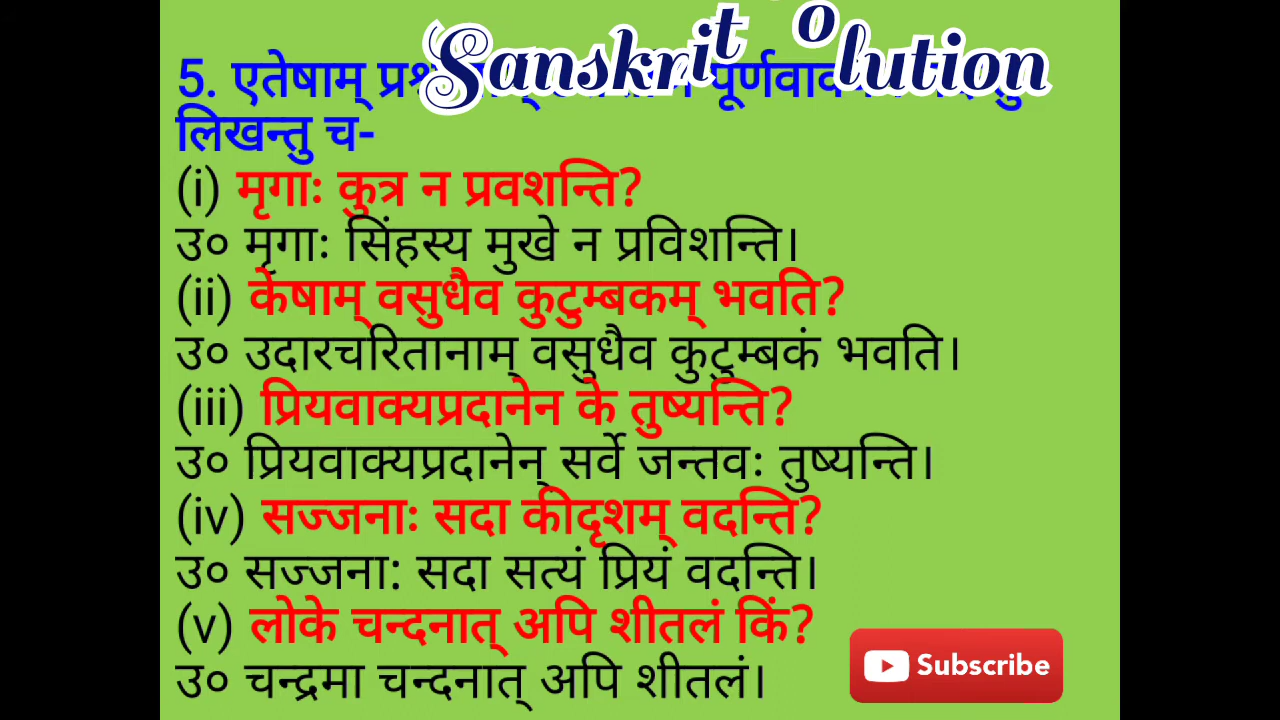 Sanskrit Solution
5. एतेषाम्
लिखन्तु च-
(i) मृगाः कुत्र न प्रवशन्ति?
उ० मृगाः सिंहस्य मुखे न प्रविशन्ति।
(ii) केषाम् वसुधैव कुटुम्बकम् भवति?
उ० उदारचरितानाम् वसुधैव कुटुम्बकं भवति।
(iii) प्रियवाक्यप्रदानेन के तुष्यन्ति?
उ० प्रियवाक्यप्रदानेन् सर्वे जन्तवः तुष्यन्ति।
(iv) सज्जनाः सदा कीदृशम् वदन्ति?
उ० सज्जना: सदा सत्यं प्रियं वदन्ति।
(v) लोके चन्दनात् अपि शीतलं किं?
उ० चन्द्रमा चन्दनात् अपि शीतलं।
Subscribe